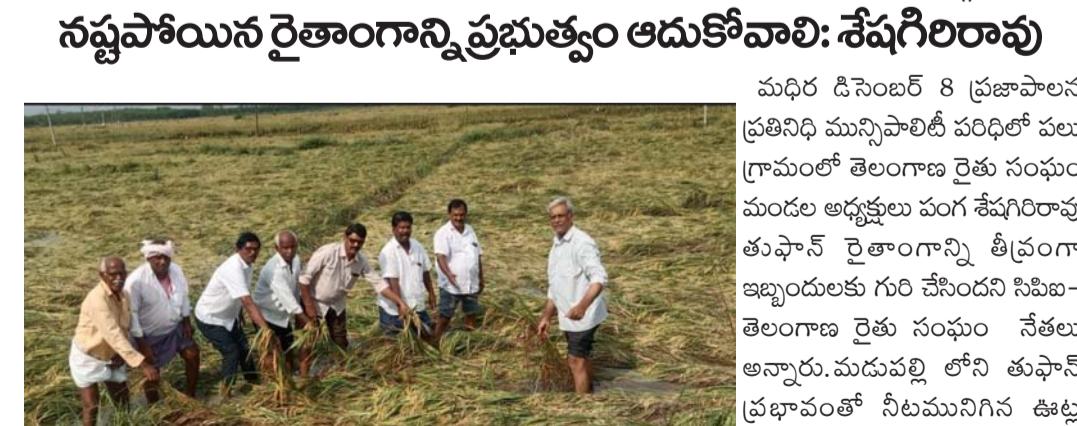 నష్టపోయిన రైతాంగాన్ని ప్రభుత్వం ఆదుకోవాలి: శేషగిరిరావు
మధిర డిసెంబర్ 8 ప్రజాపాలన
ప్రతినిధి మున్సిపాలిటీ పరిధిలో పలు
గ్రామంలో తెలంగాణ రైతు సంఘం
మండల అధ్యక్షులు పంగ శేషగిరిరావు
తుఫాన్ రైతాంగాన్ని తీవ్రంగా
ఇబ్బందులకు గురి చేసిందని సిపిఐ-
తెలంగాణ రైతు సంఘం నేతలు
అన్నారు.మడుపల్లి లోని తుఫాన్
ప్రభావంతో నీటమునిగిన ఊట్ల